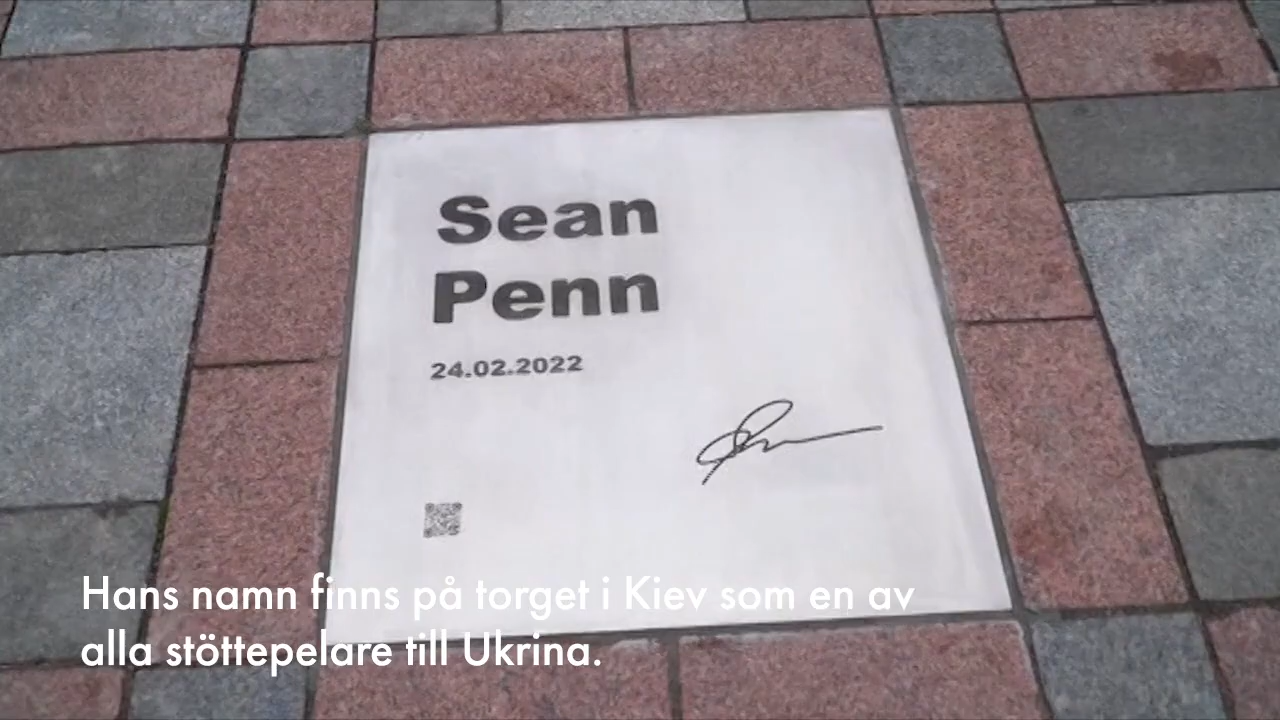 Sean
Penn
24.02.2022
Hans namn finns på torget i Kiev som en av
alla stöttepelare till Ukrina.